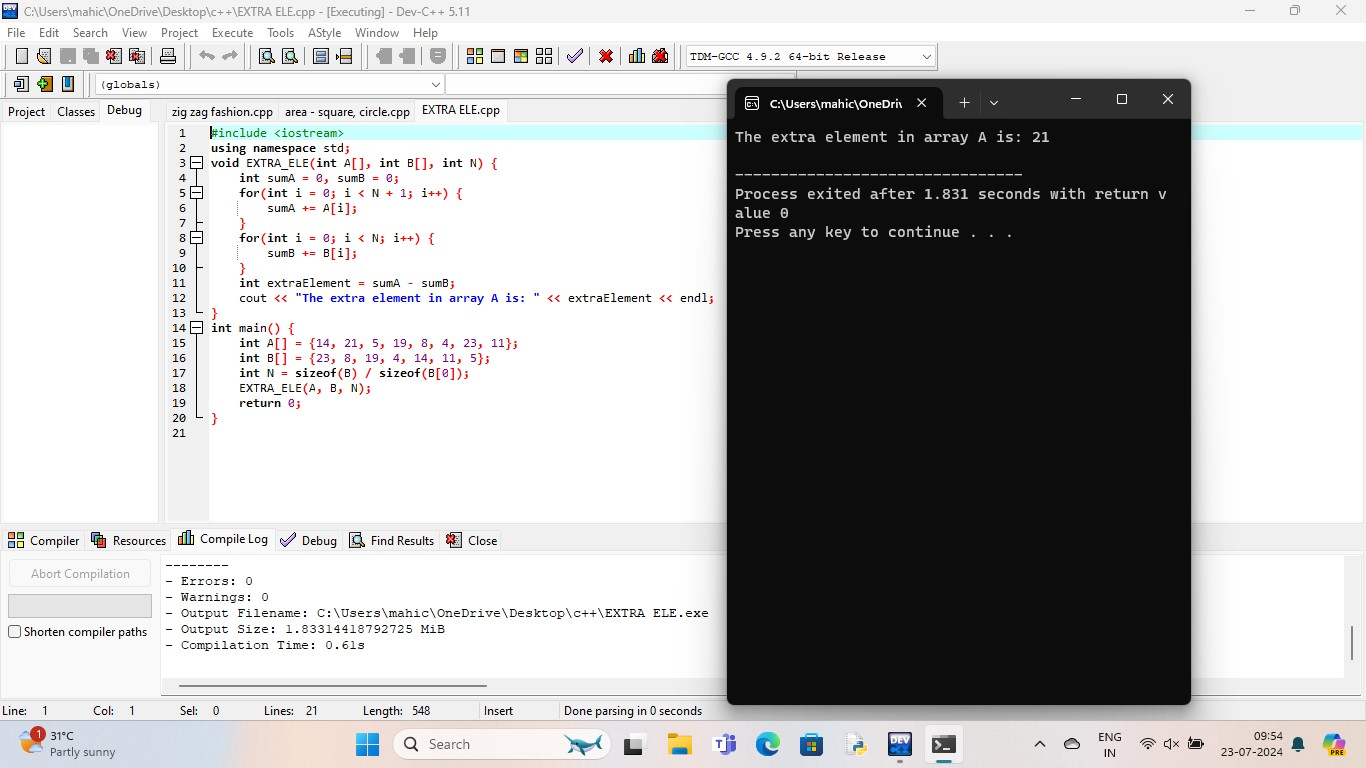 C:\Users\mahic\OneDrive\Desktop\c++\EXTRA ELE.cpp - [Executing] - Dev-C++ 5.11
File Edit Search View Project Execute Tools AStyle Window Help
TDM-GCC 4.9.2 64-bit Release
(globals)
Project Classes Debug
zig zag fashion.cpp area - square, circle.cpp EXTRA ELE.cpp
1 #include <iostream>
2 using namespace std;
3 void EXTRA_ELE(int A[], int B[], int N) {
4 int sumA = 0, sumB = 0;
5 for(int i = 0; i < N + 1; i++) {
6 sumA += A[i];
7 }
8 for(int i = 0; i < N; i++) {
9 sumB += B[i];
10 }
11 int extraElement = sumA - sumB;
12 cout << "The extra element in array A is: " << extraElement << endl;
13 }
14 int main() {
15 int A[] = {14, 21, 5, 19, 8, 4, 23, 11};
16 int B[] = {23, 8, 19, 4, 14, 11, 5};
17 int N = sizeof(B) / sizeof(B[0]);
18 EXTRA_ELE(A, B, N);
19 return 0;
20 }
21
C:\Users\mahic\OneDri
The extra element in array A is: 21
--------------------------------
Process exited after 1.831 seconds with return v
alue 0
Press any key to continue . . .
Compiler Resources Compile Log Debug Find Results Close
Abort Compilation
Shorten compiler paths
--------
- Errors: 0
- Warnings: 0
- Output Filename: C:\Users\mahic\OneDrive\Desktop\c++\EXTRA ELE.exe
- Output Size: 1.83314418792725 MiB
- Compilation Time: 0.61s
Line: 1 Col: 1 Sel: 0 Lines: 21 Length: 548 Insert Done parsing in 0 seconds
1
31°C
Partly sunny
Search
DEV
ENG
IN
09:54
23-07-2024
PRE